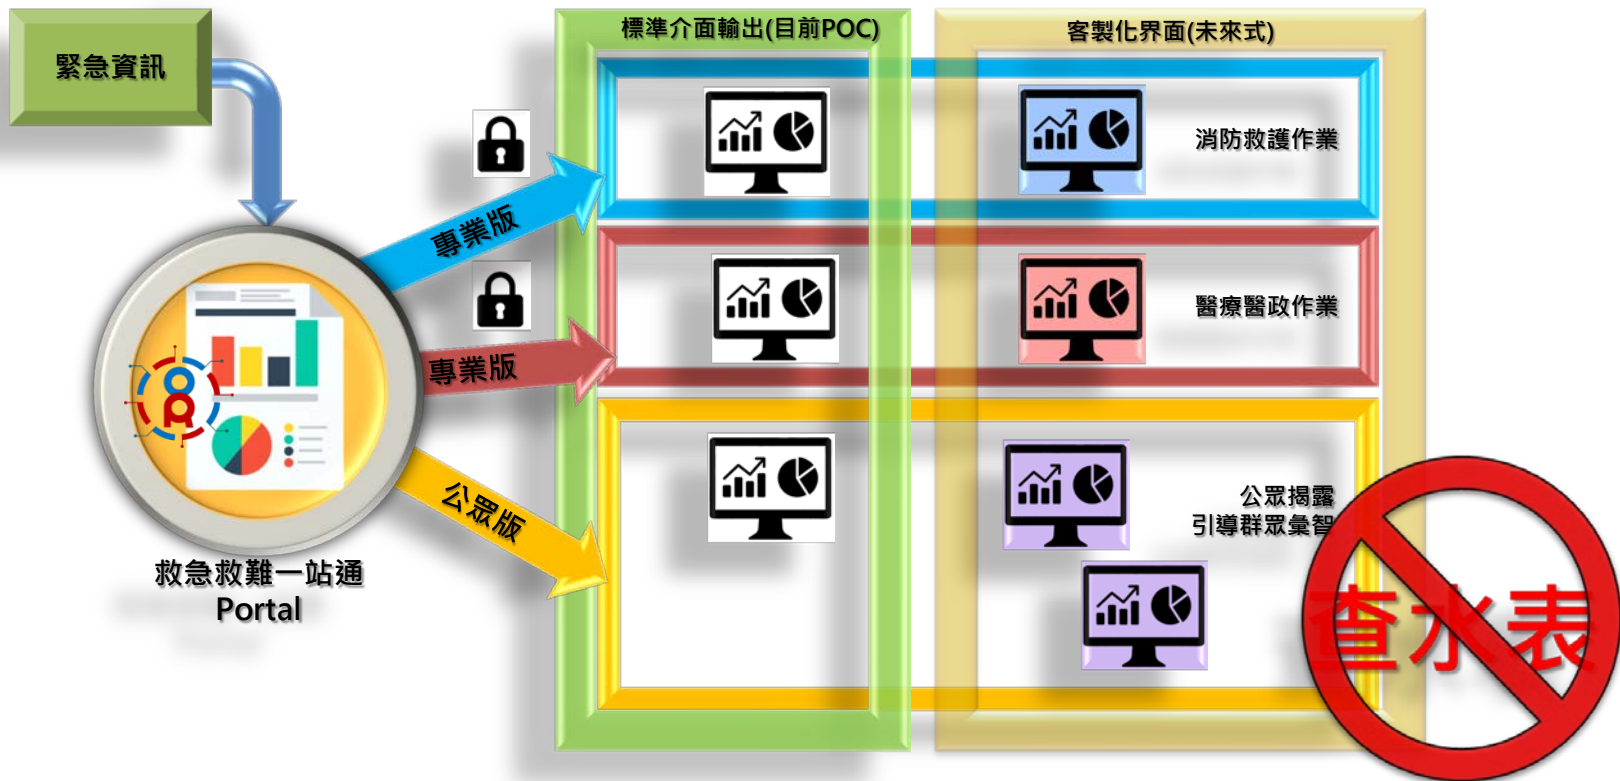 緊急資訊
標準介面輸出(目前POC)
客製化界面(未來式)
專業版
消防救護作業
專業版
醫療醫政作業
公眾版
公眾揭露
引導群眾彙智
救急救難一站通
Portal
查水表